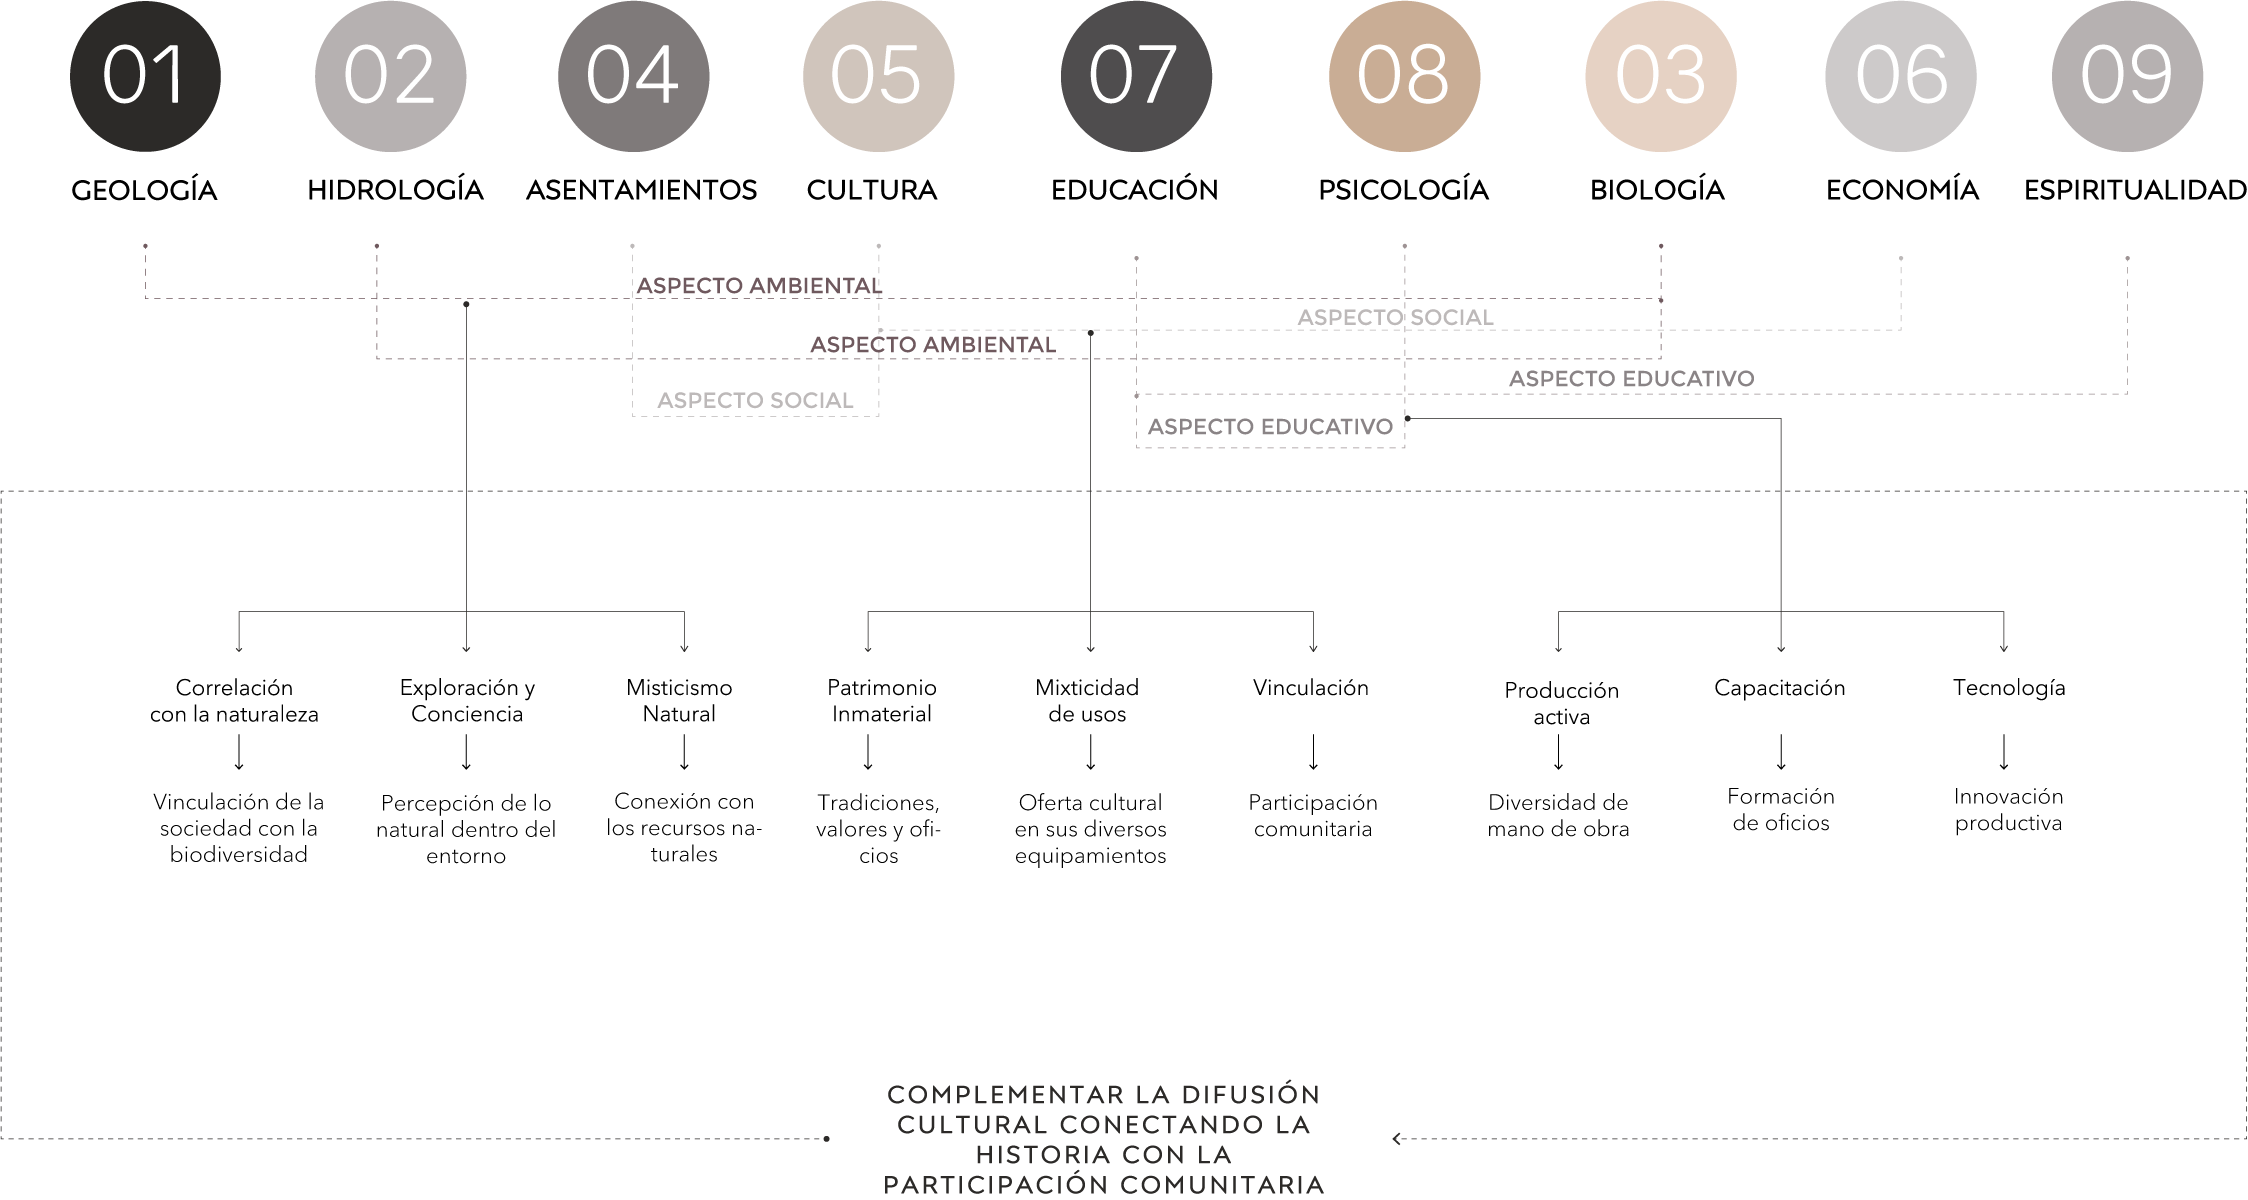 01
02
04
05
07
08
03
06
09
GEOLOGÍA
HIDROLOGÍA
ASENTAMIENTOS
CULTURA
EDUCACIÓN
PSICOLOGÍA
BIOLOGÍA
ECONOMÍA
ESPIRITUALIDAD
ASPECTO AMBIENTAL
ASPECTO SOCIAL
ASPECTO AMBIENTAL
ASPECTO EDUCATIVO
ASPECTO SOCIAL
ASPECTO EDUCATIVO
Correlación
con la naturaleza
Exploración y
Conciencia
Misticismo
Natural
Patrimonio
Inmaterial
Mixticidad
de usos
Vinculación
Producción
activa
Capacitación
Tecnología
Vinculación de la
sociedad con la
biodiversidad
Percepción de lo
natural dentro del
entorno
Conexión con
los recursos na-
turales
Tradiciones,
valores y ofi-
cios
Oferta cultural
en sus diversos
equipamientos
Participación
comunitaria
Diversidad de
mano de obra
Formación
de oficios
Innovación
productiva
COMPLEMENTAR LA DIFUSIÓN
CULTURAL CONECTANDO LA
HISTORIA CON LA
PARTICIPACIÓN COMUNITARIA